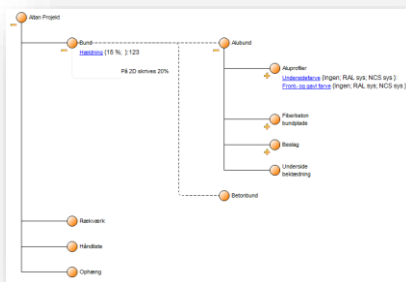 Altan Projekt
Bund
Hældning (15 %; ):123
På 2D skrives 20%
Alubund
Aluprofiler
Undersidefarve (Ingen; RAL sys; NCS sys )
Front- og gavl farve (Ingen; RAL sys; NCS sys )
Fiberbeton
bundplade
Beslag
Underside
beklædning
Betonbund
Rækværk
Håndliste
Ophæng